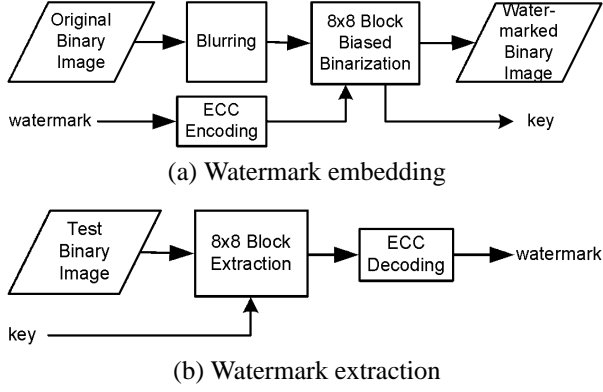 Original
Binary
Image
Blurring
8x8 Block
Biased
Binarization
Water-
marked
Binary
Image
watermark
ECC
Encoding
key
(a) Watermark embedding
Test
Binary
Image
8x8 Block
Extraction
ECC
Decoding
watermark
key
(b) Watermark extraction